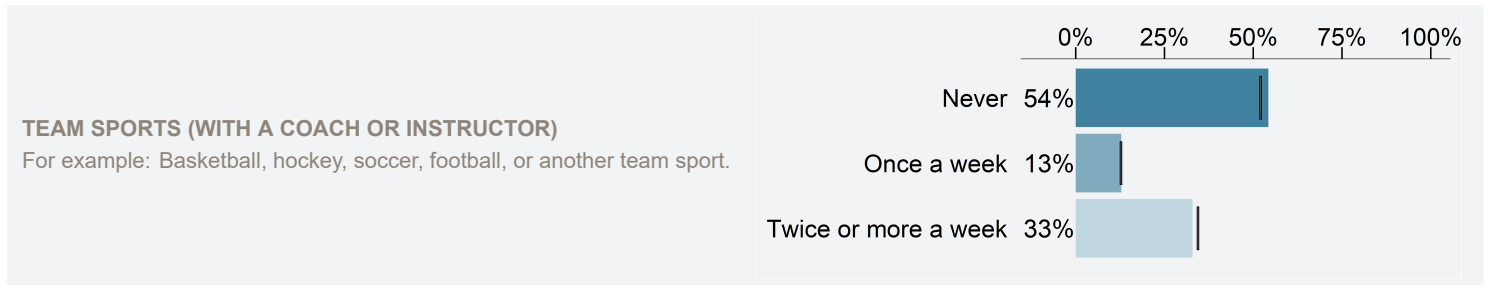 0% 25% 50% 75% 100%
Never 54%
TEAM SPORTS (WITH A COACH OR INSTRUCTOR)
For example: Basketball, hockey, soccer, football, or another team sport.
Once a week 13%
Twice or more a week 33%